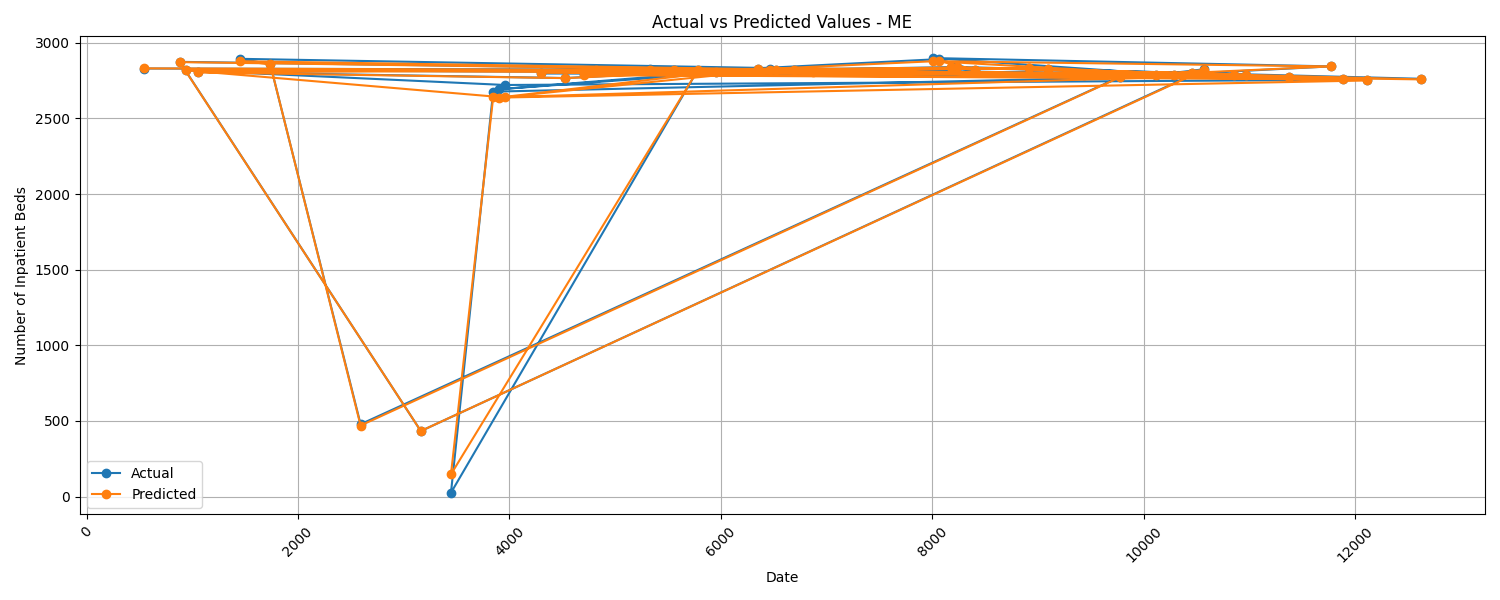 Actual vs Predicted Values - ME
3000
2500
2000
1500
1000
500
0
Number of Inpatient Beds
Actual
Predicted
0
2000
4000
6000
8000
10000
12000
Date